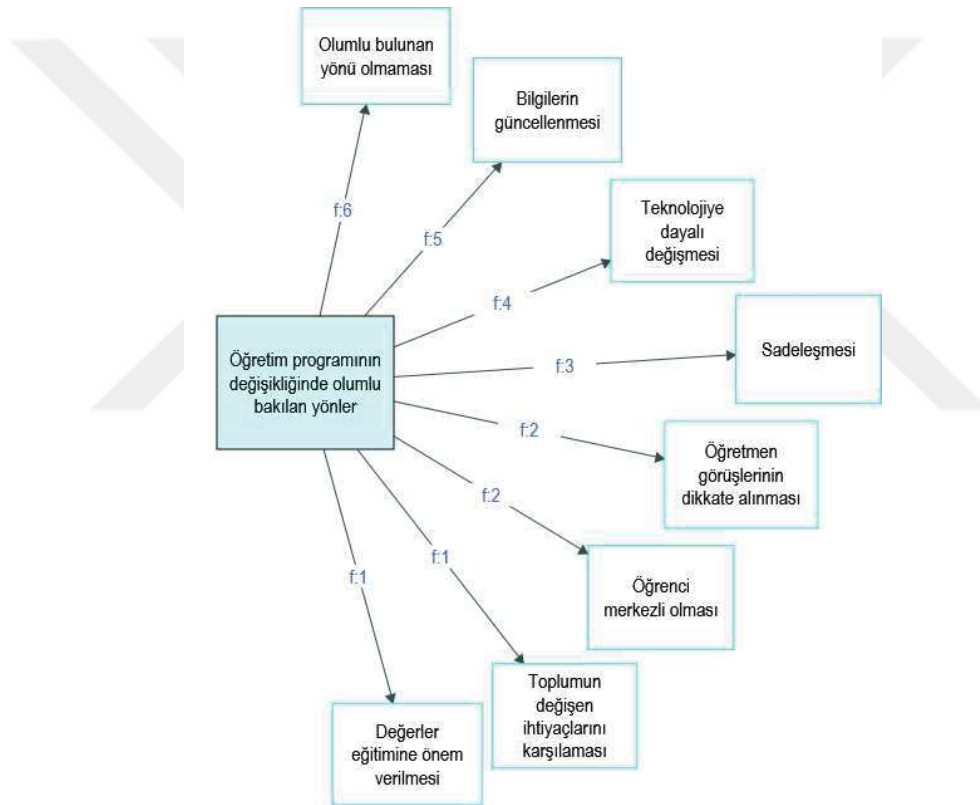 Olumlu bulunan
yönü olmaması
Bilgilerin
güncellenmesi
Teknolojiye
dayalı
değişmesi
f:6
f:5
f:4
Öğretim programının
değişikliğinde olumlu
bakılan yönler
f:3
Sadeleşmesi
f:2
Öğretmen
görüşlerinin
dikkate alınması
f:2
Öğrenci
merkezli olması
f:1
f:1
Toplumun
değişen
ihtiyaçlarını
karşılaması
Değerler
eğitimine önem
verilmesi